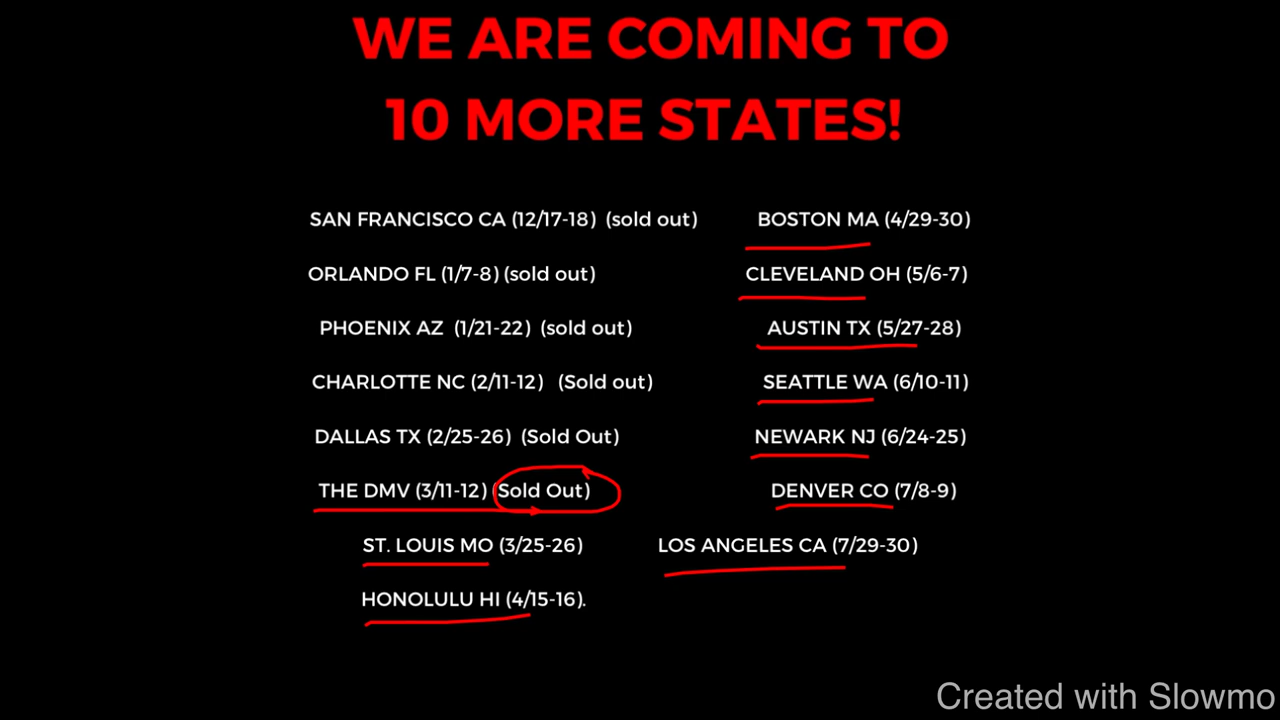 WE ARE COMING TO
10 MORE STATES!
SAN FRANCISCO CA (12/17-18) (sold out)
ORLANDO FL (1/7-8) (sold out)
PHOENIX AZ (1/21-22) (sold out)
CHARLOTTE NC (2/11-12) (Sold out)
DALLAS TX (2/25-26) (Sold Out)
THE DMV (3/11-12) (Sold Out)
ST. LOUIS MO (3/25-26)
HONOLULU HI (4/15-16).
BOSTON MA (4/29-30)
CLEVELAND OH (5/6-7)
AUSTIN TX (5/27-28)
SEATTLE WA (6/10-11)
NEWARK NJ (6/24-25)
DENVER CO (7/8-9)
LOS ANGELES CA (7/29-30)
Created with Slowmo